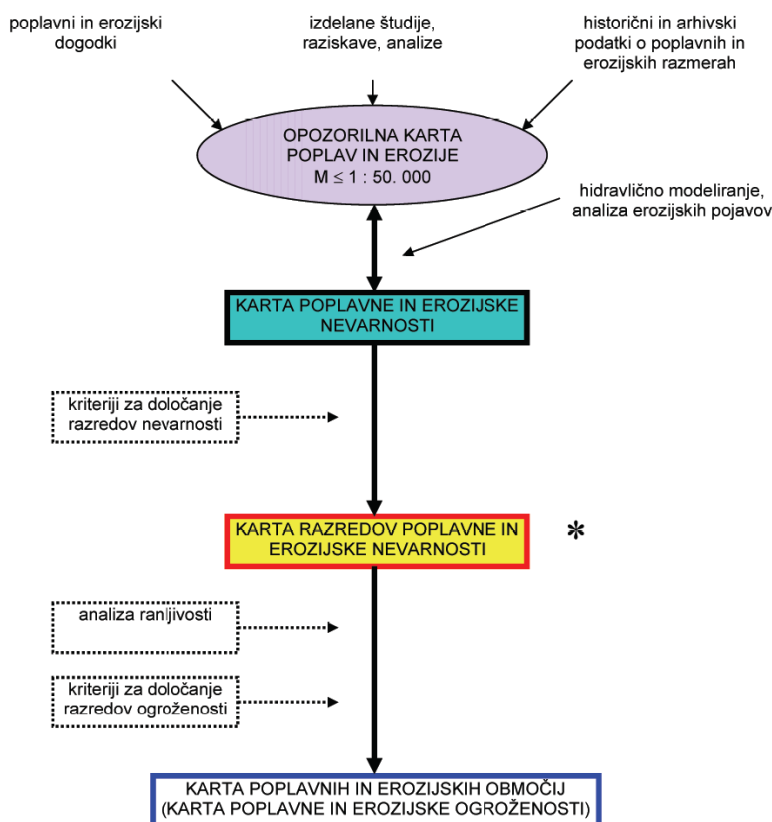 poplavni in erozijski
dogodki
izdelane študije,
raziskave, analize
historični in arhivski
podatki o poplavnih in
erozijskih razmerah
OPOZORILNA KARTA
POPLAV IN EROZIJE
M ≤ 1 : 50. 000
hidravlično modeliranje,
analiza erozijskih pojavov
KARTA POPLAVNE IN EROZIJSKE
NEVARNOSTI
kriteriji za določanje
razredov nevarnosti
KARTA RAZREDOV POPLAVNE IN
EROZIJSKE NEVARNOSTI
*
analiza ranljivosti
kriteriji za določanje
razredov ogroženosti
KARTA POPLAVNIH IN EROZIJSKIH OBMOČIJ
(KARTA POPLAVNE IN EROZIJSKE OGROŽENOSTI)